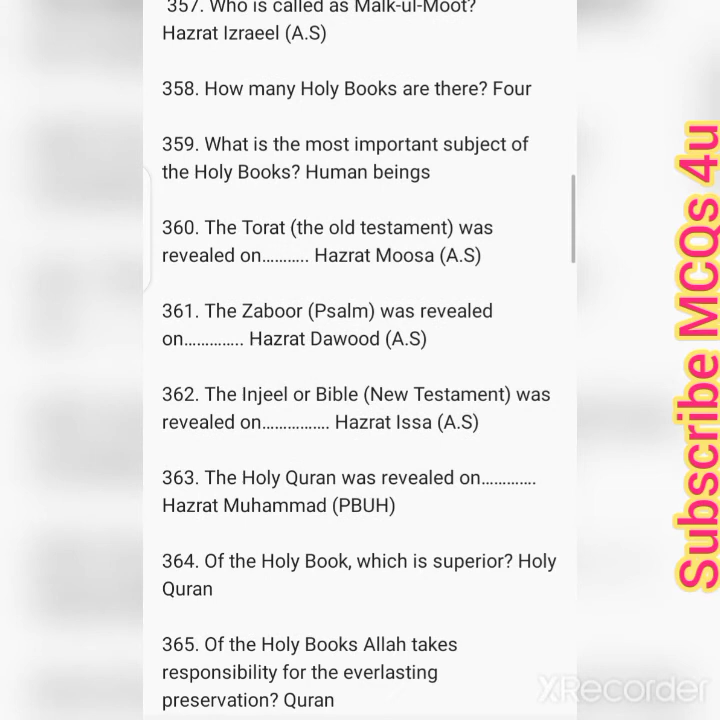 357. Who is called as Malk-ul-Moot?
Hazrat Izraeel (A.S)
358. How many Holy Books are there? Four
359. What is the most important subject of
the Holy Books? Human beings
360. The Torat (the old testament) was
revealed on........... Hazrat Moosa (A.S)
361. The Zaboor (Psalm) was revealed
on.............. Hazrat Dawood (A.S)
362. The Injeel or Bible (New Testament) was
revealed on................ Hazrat Issa (A.S)
363. The Holy Quran was revealed on.............
Hazrat Muhammad (PBUH)
364. Of the Holy Book, which is superior? Holy
Quran
365. Of the Holy Books Allah takes
responsibility for the everlasting
preservation? Quran
Subscribe MCQs 4u
XRecorder